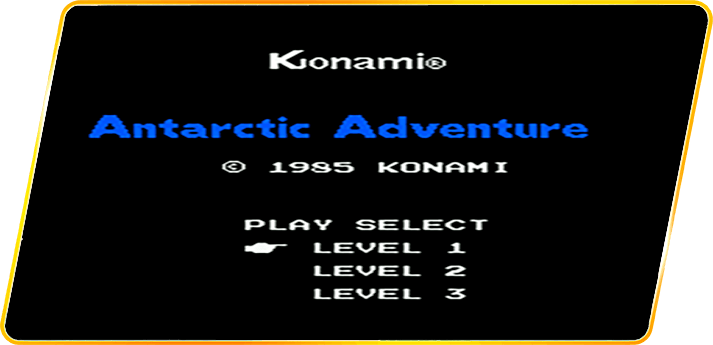 Konami®
Antarctic Adventure
© 1985 KONAMI
PLAY SELECT
LEVEL 1
LEVEL 2
LEVEL 3